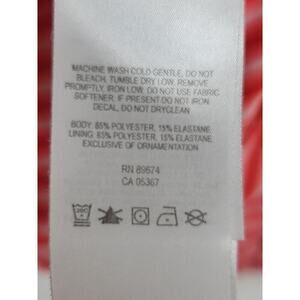 MACHINE WASH COLD GENTLE, DO NOT
BLEACH, TUMBLE DRY LOW, REMOVE
PROMPTLY, IRON LOW, DO NOT USE FABRIC
SOFTENER, IF PRESENT DO NOT IRON
DECAL, DO NOT DRYCLEAN
BODY: 85% POLYESTER, 15% ELASTANE
LINING: 85% POLYESTER, 15% ELASTANE
EXCLUSIVE OF ORNAMENTATION
RN 89674
CA 05367